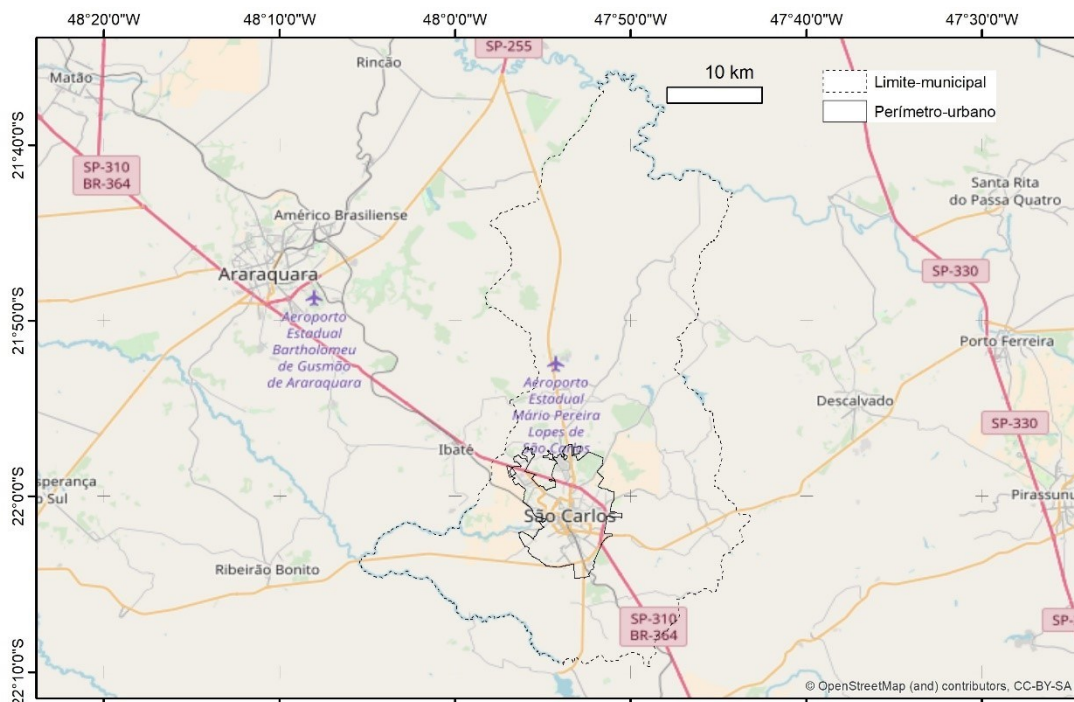 48°20'0"W
48°10'0"W
48°0'0"W
47°50'0"W
47°40'0"W
47°30'0"W
SP-255
Rincão
Matão
10 km
Limite-municipal
Perímetro-urbano
21°40'0"S
SP-310
BR-364
Santa Rita
do Passa Quatro
Américo Brasiliense
Araraquara
SP-330
21°50'0"S
Aeroporto
Estadual
Bartholomeu
de Gusmão
de Araraquara
Porto Ferreira
Aeroporto
Estadual
Mário Pereira
Lopes de
São Carlos
Descalvado
SP-330
Ibaté
22°0'0"S
esperança
o Sul
São Carlos
Pirassunu
Ribeirão Bonito
SP-310
BR-364
SP-
22°10'0"S
© OpenStreetMap (and) contributors, CC-BY-SA